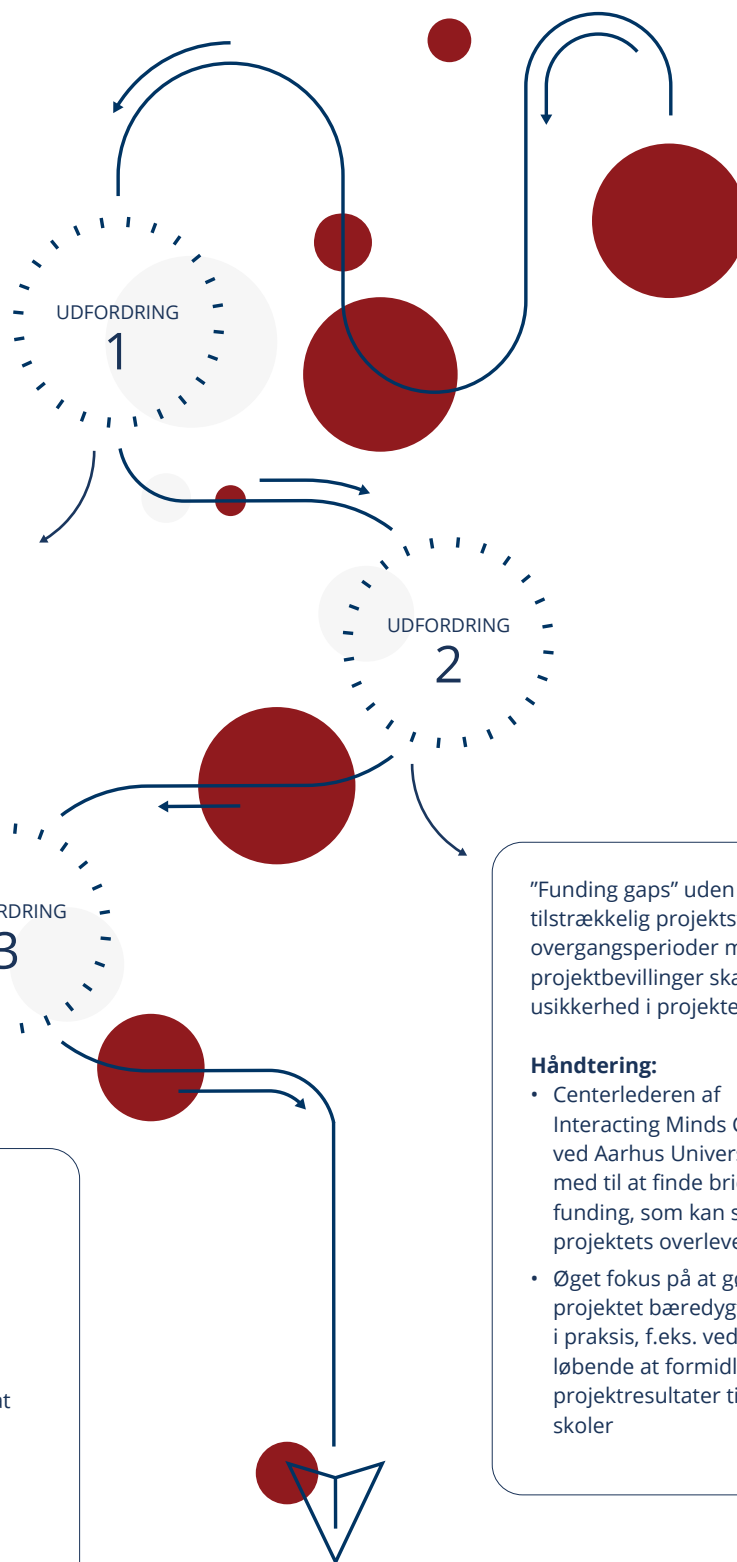 UDFORDRING
1
UDFORDRING
2
RDRING
3
”Funding gaps” uden
tilstrækkelig projekts
overgangsperioder m
projektbevillinger ska
usikkerhed i projekte
Håndtering:
• Centerlederen af
Interacting Minds C
ved Aarhus Univers
med til at finde bri
funding, som kan s
projektets overleve
• Øget fokus på at gø
projektet bæredyg
i praksis, f.eks. ved
løbende at formidl
projektresultater ti
skoler